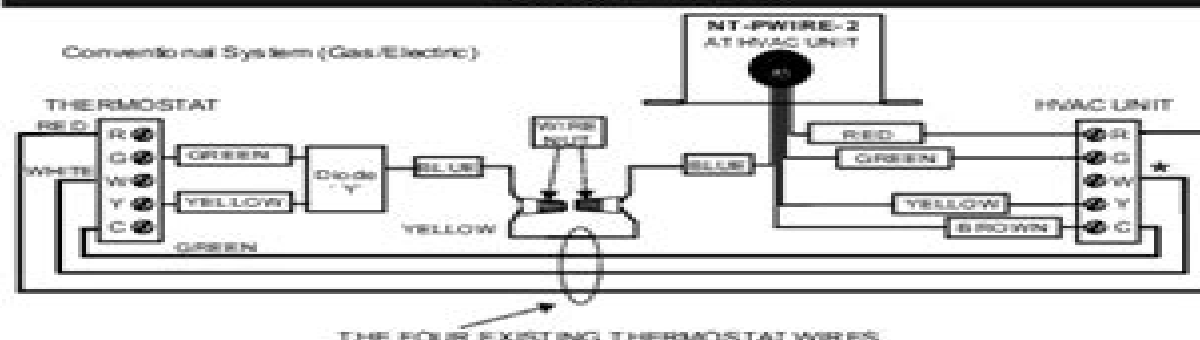 NT-PWIRE-2
AT HVAC UNIT
Conventional System (Gas/Electric)
THERMOSTAT
HVAC UNIT
RED
R
G
W
Y
C
WHITE
GREEN
YELLOW
Diode
"Y"
BLUE
WIRE
NUT
BLUE
RED
GREEN
YELLOW
BROWN
R
G
W
Y
C
*
YELLOW
GREEN
THE FOUR EXISTING THERMOSTAT WIRES